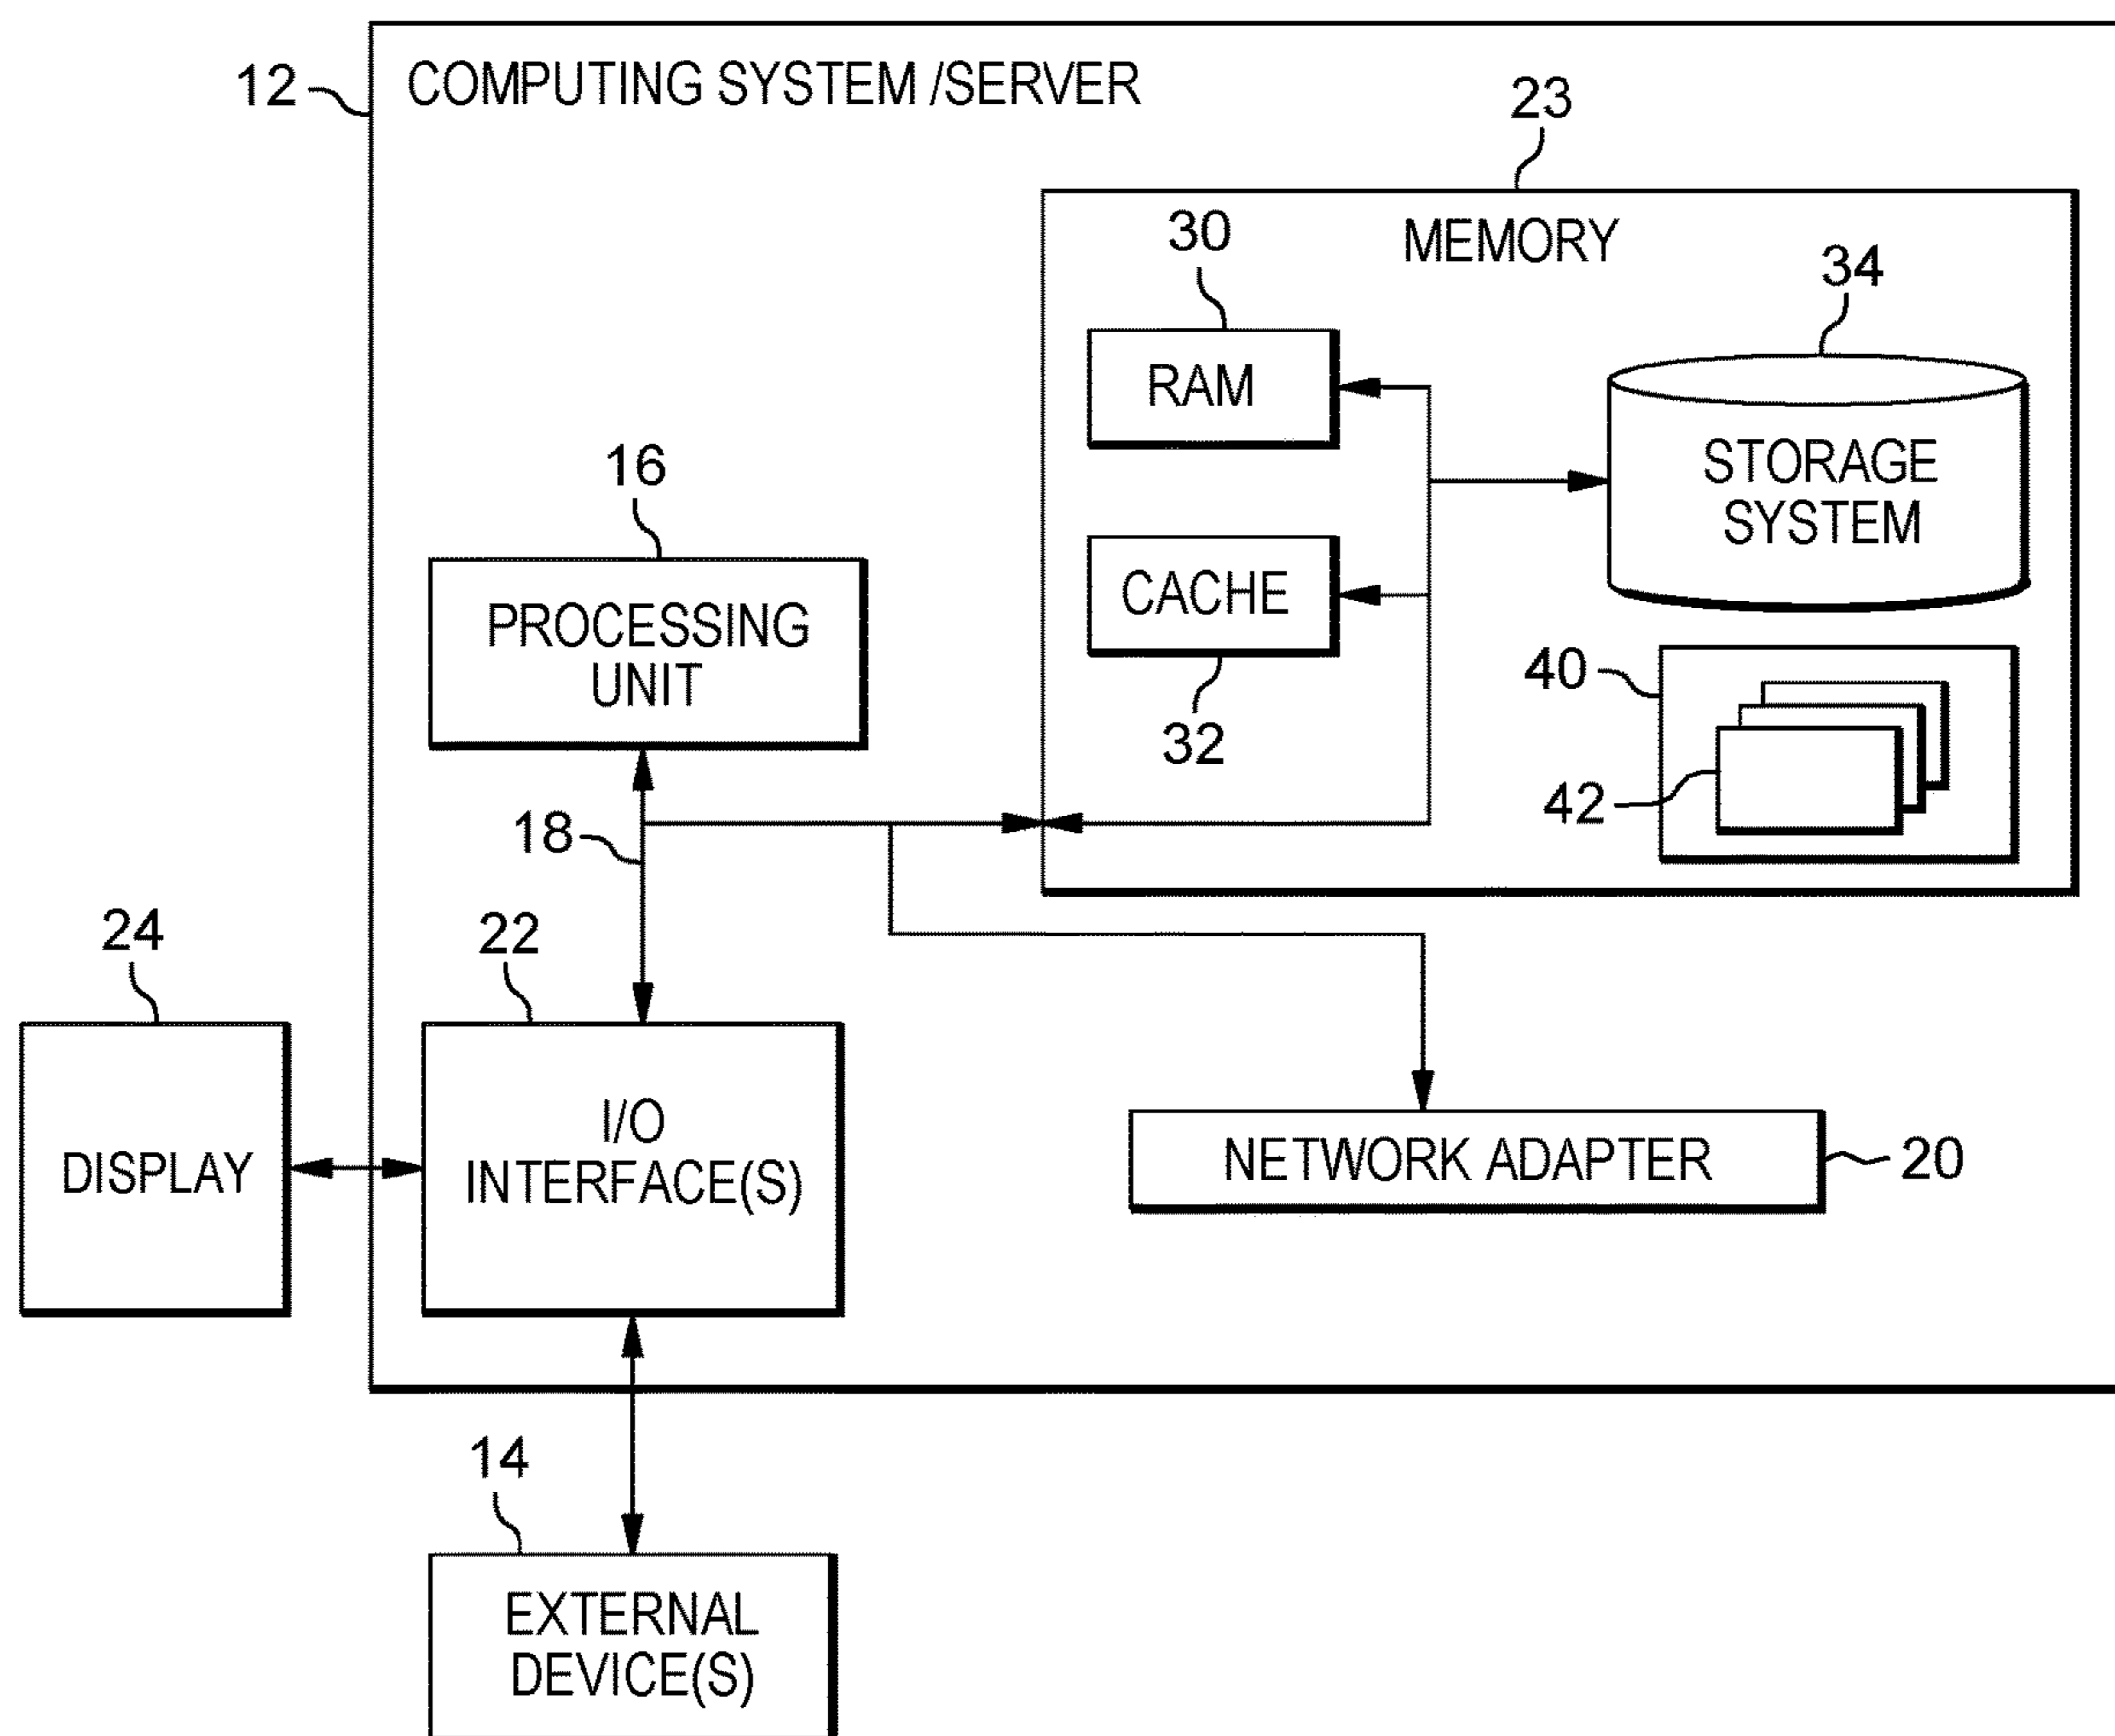 12
COMPUTING SYSTEM /SERVER
23
MEMORY
30
34
RAM
STORAGE
SYSTEM
16
PROCESSING
UNIT
CACHE
32
40
42
18
24
22
DISPLAY
I/O
INTERFACE(S)
NETWORK ADAPTER
20
14
EXTERNAL
DEVICE(S)